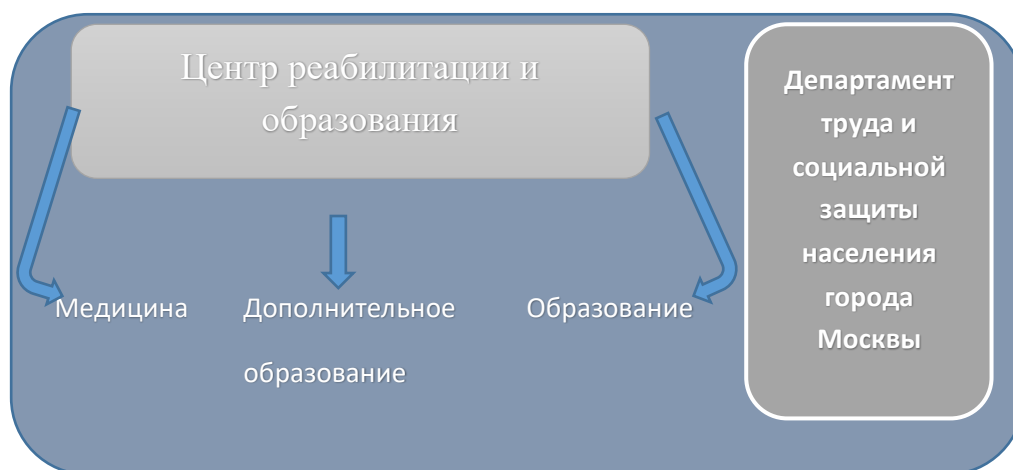 Центр реабилитации и
образования
Медицина
Дополнительное
образование
Образование
Департамент
труда и
социальной
защиты
населения
города
Москвы